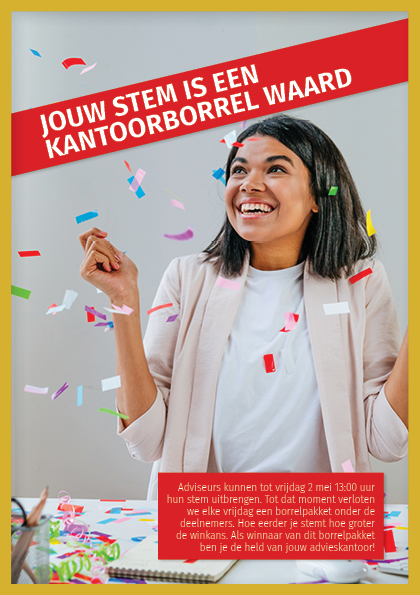 JOUW STEM IS EEN
KANTOORBORREL WAARD
Adviseurs kunnen tot vrijdag 2 mei 13:00 uur
hun stem uitbrengen. Tot dat moment verloten
we elke vrijdag een borrelpakket onder de
deelnemers. Hoe eerder je stemt hoe groter
de winkans. Als winnaar van dit borrelpakket
ben je de held van jouw advieskantoor!